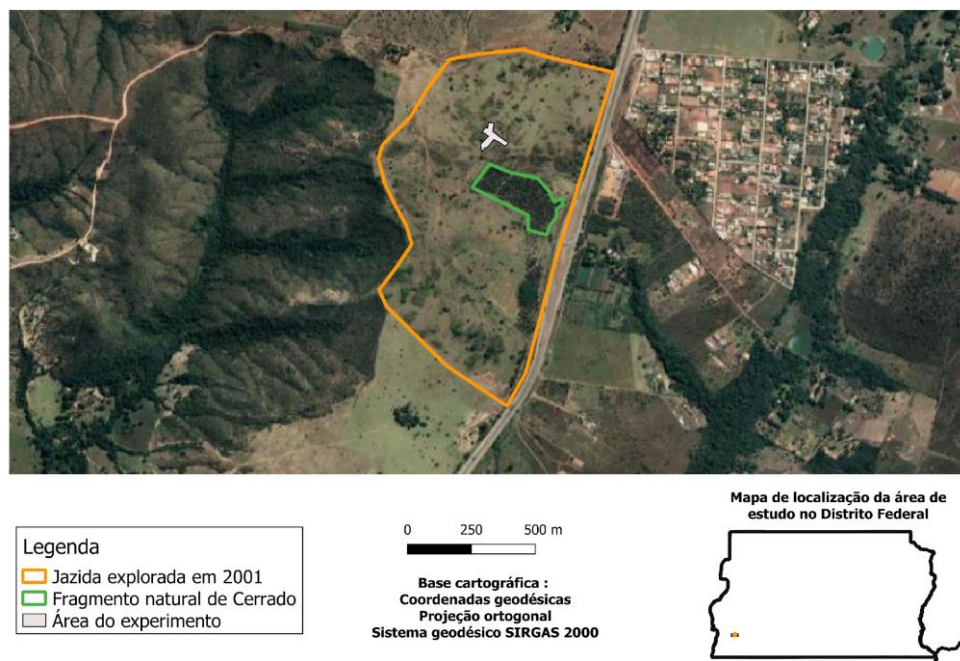 Legenda
Jazida explorada em 2001
Fragmento natural de Cerrado
Área do experimento
0 250 500 m
Base cartográfica :
Coordenadas geodésicas
Projeção ortogonal
Sistema geodésico SIRGAS 2000
Mapa de localização da área de
estudo no Distrito Federal